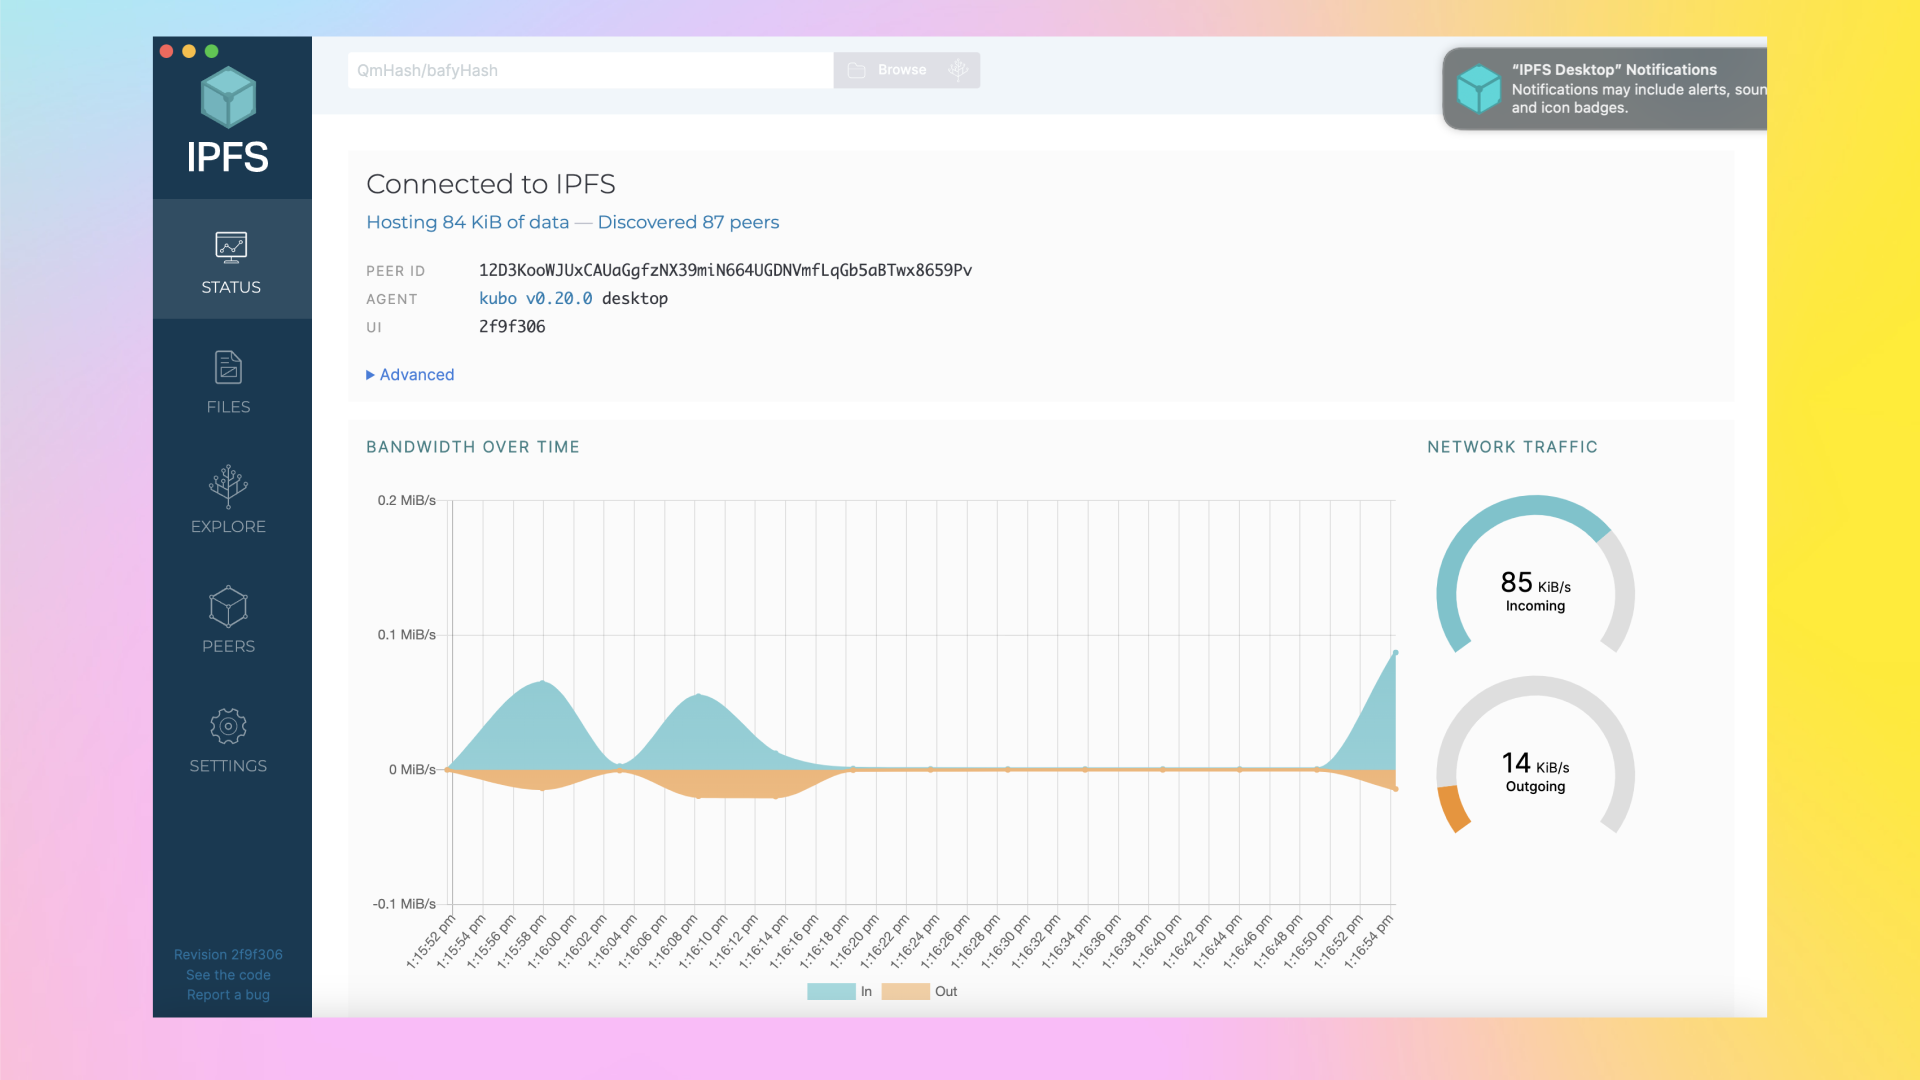 IPFS
STATUS
FILES
EXPLORE
PEERS
SETTINGS
Revision 2f9f306
See the code
Report a bug
QmHash/bafyHash
Browse
“IPFS Desktop” Notifications
Notifications may include alerts, soun
and icon badges.
Connected to IPFS
Hosting 84 KiB of data — Discovered 87 peers
PEER ID 12D3KooWJUxCAUaGgfzNX39miN664UGDNVmfLqGb5aBTwx8659Pv
AGENT kubo v0.20.0 desktop
UI 2f9f306
Advanced
BANDWIDTH OVER TIME
0.2 MiB/s
0.1 MiB/s
0 MiB/s
-0.1 MiB/s
1:15:52 pm
1:15:54 pm
1:15:56 pm
1:15:58 pm
1:16:00 pm
1:16:02 pm
1:16:04 pm
1:16:06 pm
1:16:08 pm
1:16:10 pm
1:16:12 pm
1:16:14 pm
1:16:16 pm
1:16:18 pm
1:16:20 pm
1:16:22 pm
1:16:24 pm
1:16:26 pm
1:16:28 pm
1:16:30 pm
1:16:32 pm
1:16:34 pm
1:16:36 pm
1:16:38 pm
1:16:40 pm
1:16:42 pm
1:16:44 pm
1:16:46 pm
1:16:48 pm
1:16:50 pm
1:16:52 pm
1:16:54 pm
In Out
NETWORK TRAFFIC
85 KiB/s
Incoming
14 KiB/s
Outgoing